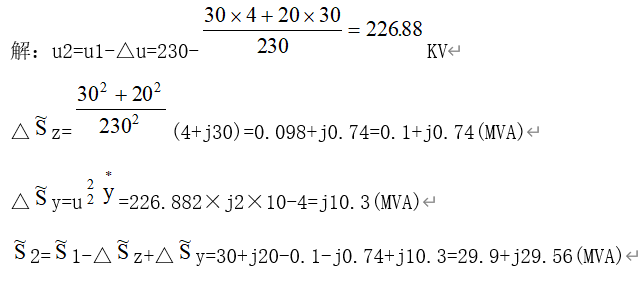 解：u2=u1-△u=230- \frac{30×4+20×30}{230} = 226.88 KV↵
△S̃z= \frac{30²+20²}{230²} (4+j30)=0.098+j0.74=0.1+j0.74(MVA)↵
△S̃y=u₂² y* =226.882×j2×10-4=j10.3(MVA)↵
S̃2=S̃1-△S̃z+△S̃y=30+j20-0.1-j0.74+j10.3=29.9+j29.56(MVA)↵